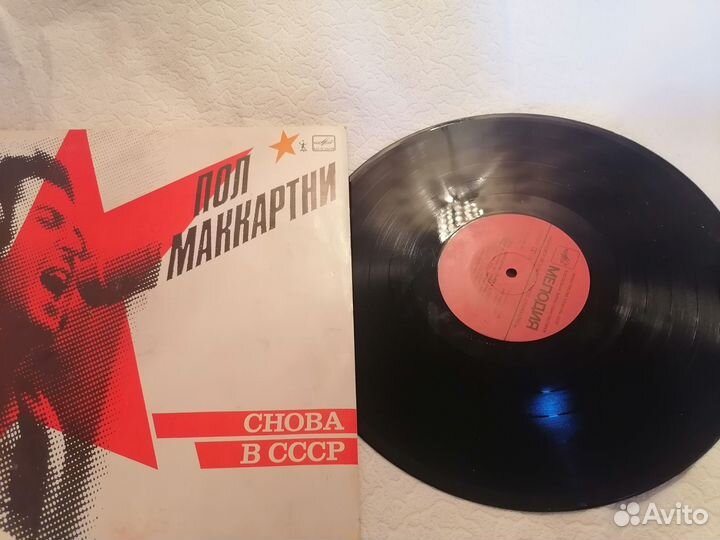 ПОЛ
МАККАРТНИ
СНОВА
В СССР
МЕЛОДИЯ
Avito